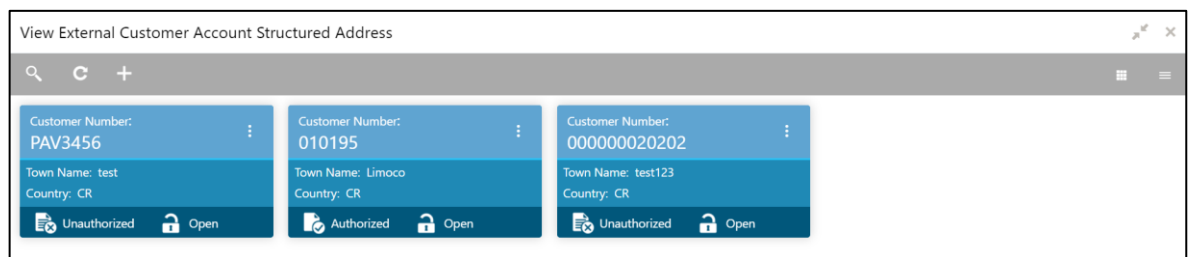 View External Customer Account Structured Address
Customer Number:
PAV3456
Town Name: test
Country: CR
Unauthorized Open
Customer Number:
010195
Town Name: Limoco
Country: CR
Authorized Open
Customer Number:
000000020202
Town Name: test123
Country: CR
Unauthorized Open